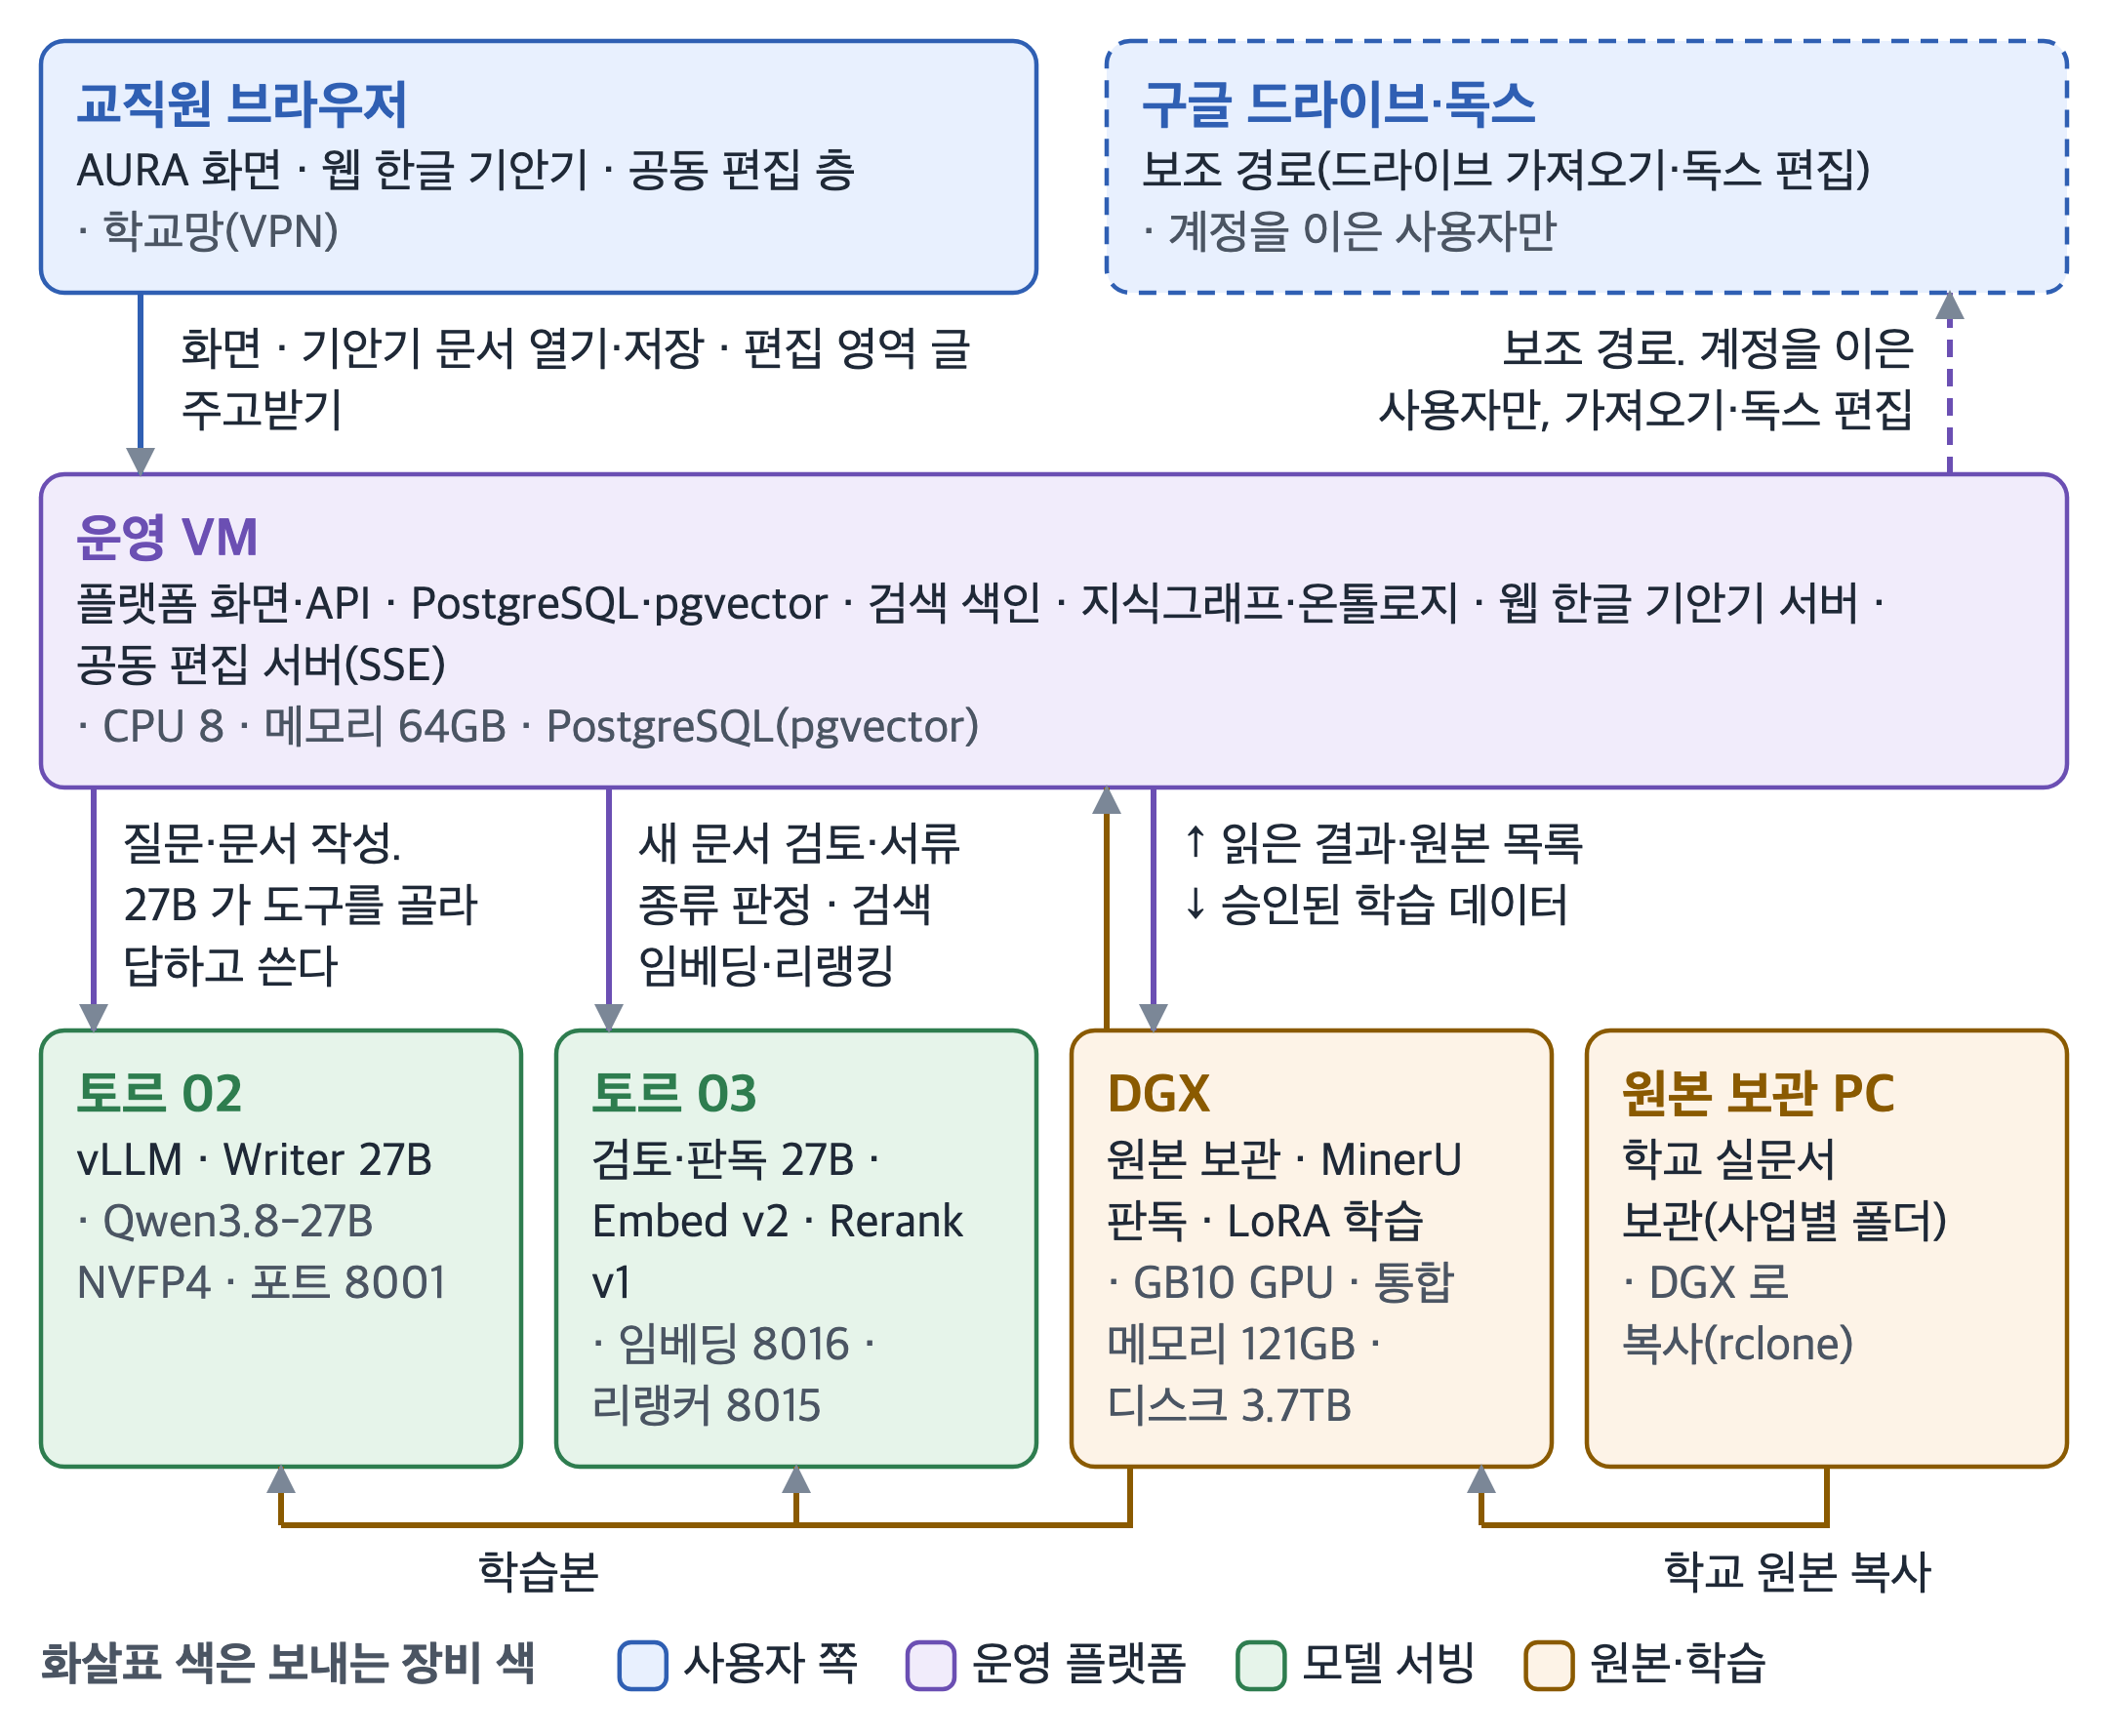 교직원 브라우저
AURA 화면 · 웹 한글 기안기 · 공동 편집 층
· 학교망(VPN)
구글 드라이브·독스
보조 경로(드라이브 가져오기·독스 편집)
· 계정을 이은 사용자만
화면 · 기안기 문서 열기·저장 · 편집 영역 글
주고받기
보조 경로. 계정을 이은
사용자만, 가져오기·독스 편집
운영 VM
플랫폼 화면·API · PostgreSQL·pgvector · 검색 색인 · 지식그래프·온톨로지 · 웹 한글 기안기 서버 ·
공동 편집 서버(SSE)
· CPU 8 · 메모리 64GB · PostgreSQL(pgvector)
질문·문서 작성.
27B 가 도구를 골라
답하고 쓴다
새 문서 검토·서류
종류 판정 · 검색
임베딩·리랭킹
↑ 읽은 결과·원본 목록
↓ 승인된 학습 데이터
토르 02
vLLM · Writer 27B
· Qwen3.8-27B
NVFP4 · 포트 8001
토르 03
검토·판독 27B ·
Embed v2 · Rerank
v1
· 임베딩 8016 ·
리랭커 8015
DGX
원본 보관 · MinerU
판독 · LoRA 학습
· GB10 GPU · 통합
메모리 121GB ·
디스크 3.7TB
원본 보관 PC
학교 실문서
보관(사업별 폴더)
· DGX 로
복사(rclone)
학습본
학교 원본 복사
화살표 색은 보내는 장비 색
사용자 쪽
운영 플랫폼
모델 서빙
원본·학습